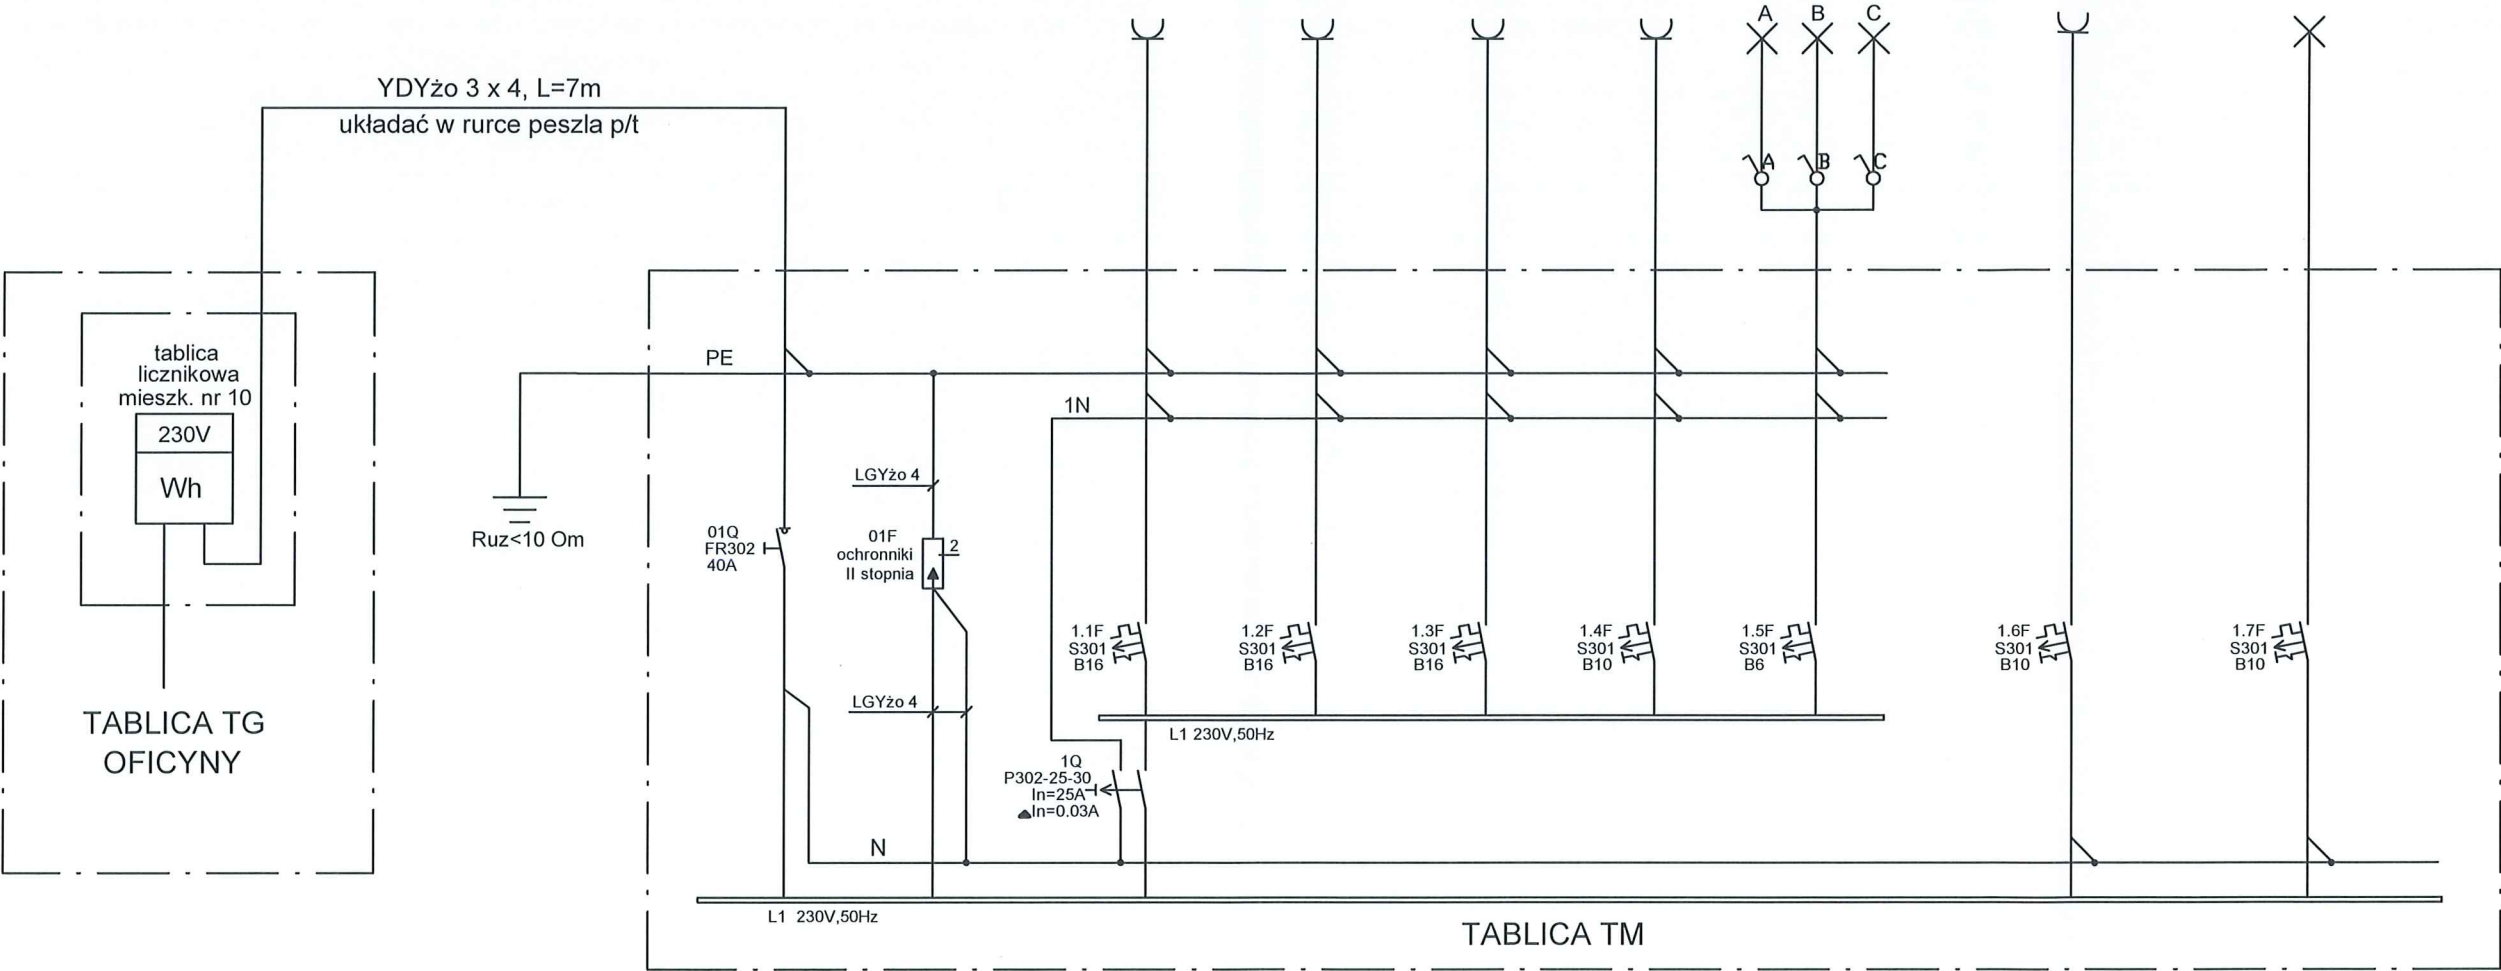 A B C
YDYżo 3 x 4, L=7m
układać w rurce peszla p/t
A B C
tablica
licznikowa
mieszk. nr 10
230V
Wh
TABLICA TG
OFICYNY
PE
1N
Ruz<10 Om
LGYżo 4
01Q
FR302
40A
01F
ochronniki
II stopnia
2
LGYżo 4
1.1F
S301
B16
1.2F
S301
B16
1.3F
S301
B16
1.4F
S301
B10
1.5F
S301
B6
1.6F
S301
B10
1.7F
S301
B10
L1 230V,50Hz
1Q
P302-25-30
In=25A
In=0.03A
N
L1 230V,50Hz
TABLICA TM